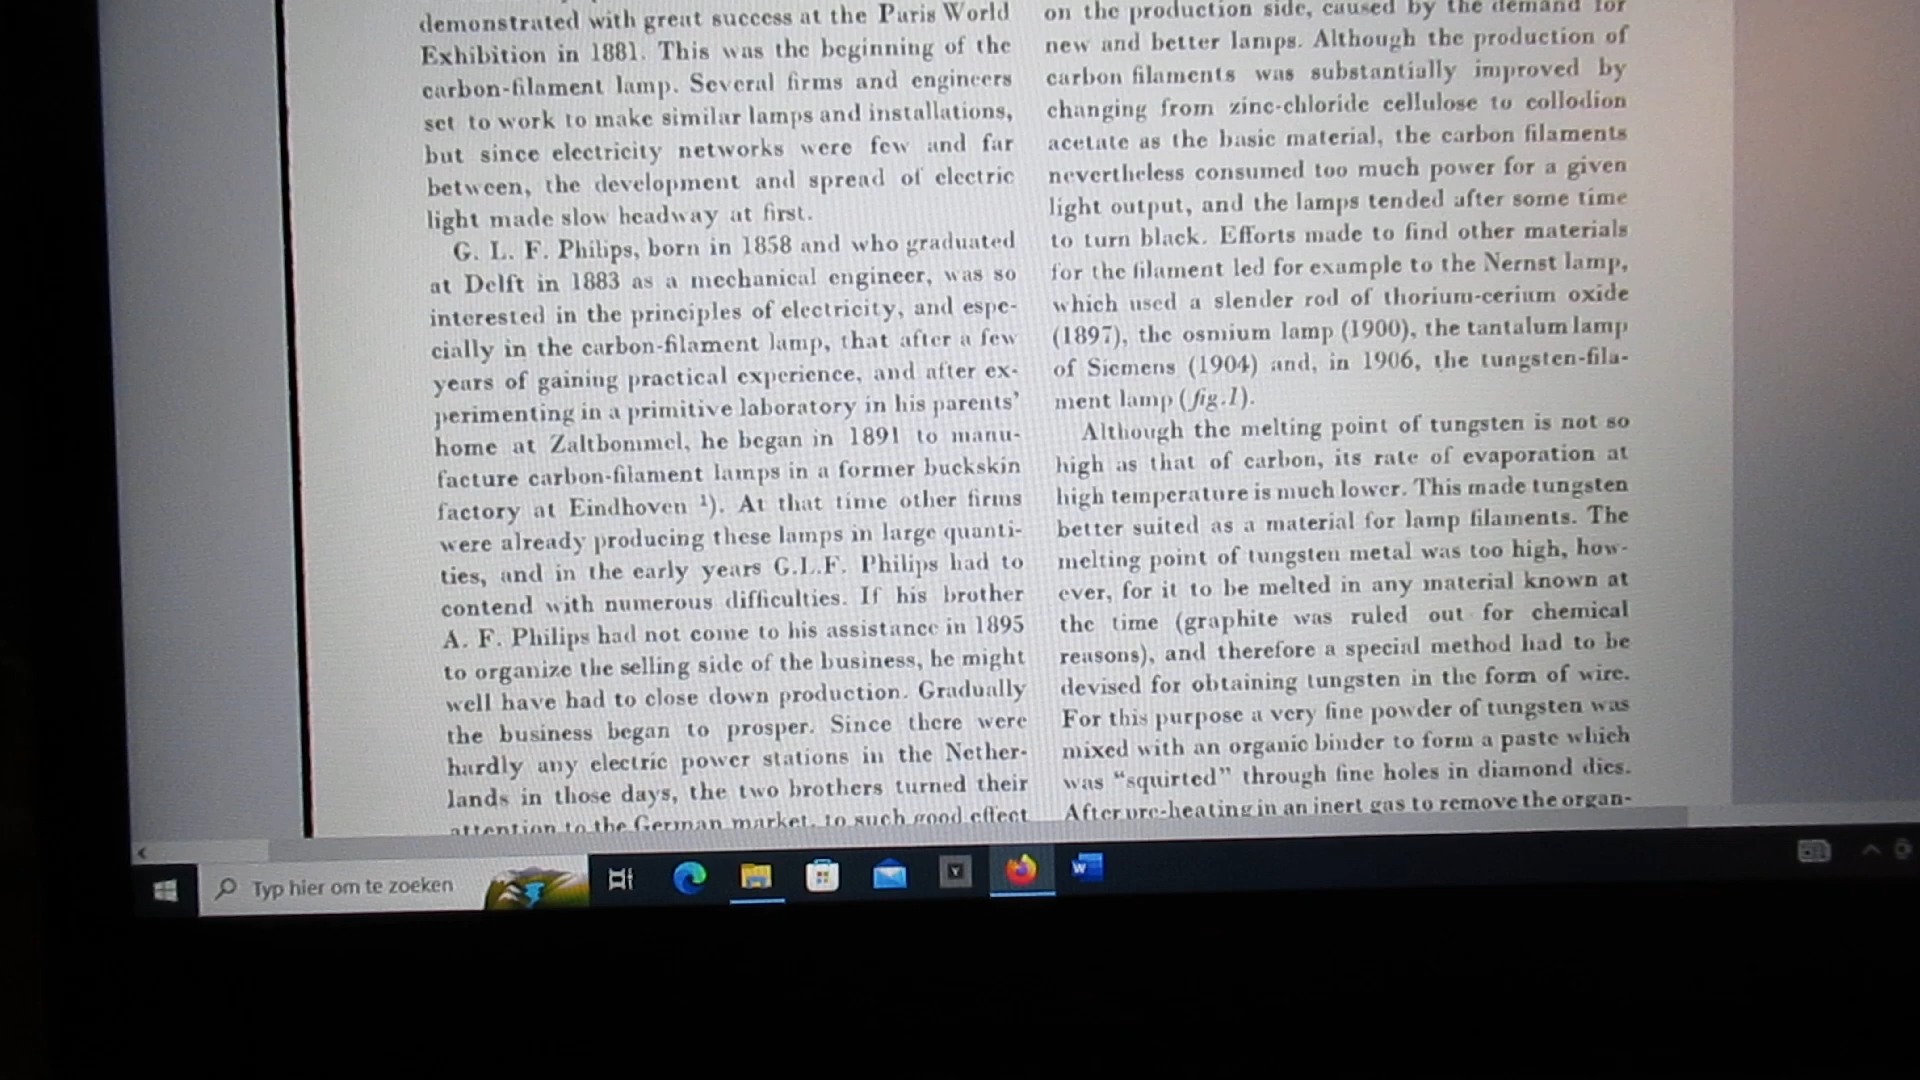 demonstrated with great success at the Paris World
Exhibition in 1881. This was the beginning of the
carbon-filament lamp. Several firms and engineers
set to work to make similar lamps and installations,
but since electricity networks were few and far
between, the development and spread of electric
light made slow headway at first.
G. L. F. Philips, born in 1858 and who graduated
at Delft in 1883 as a mechanical engineer, was so
interested in the principles of electricity, and espe-
cially in the carbon-filament lamp, that after a few
years of gaining practical experience, and after ex-
perimenting in a primitive laboratory in his parents'
home at Zaltbommel, he began in 1891 to manu-
facture carbon-filament lamps in a former buckskin
factory at Eindhoven ¹). At that time other firms
were already producing these lamps in large quanti-
ties, and in the early years G.L.F. Philips had to
contend with numerous difficulties. If his brother
A. F. Philips had not come to his assistance in 1895
to organize the selling side of the business, he might
well have had to close down production. Gradually
the business began to prosper. Since there were
hardly any electric power stations in the Nether-
lands in those days, the two brothers turned their
attention to the German market, to such good effect
on the production side, caused by the demand for
new and better lamps. Although the production of
carbon filaments was substantially improved by
changing from zinc-chloride cellulose to collodion
acetate as the basic material, the carbon filaments
nevertheless consumed too much power for a given
light output, and the lamps tended after some time
to turn black. Efforts made to find other materials
for the filament led for example to the Nernst lamp,
which used a slender rod of thorium-cerium oxide
(1897), the osmium lamp (1900), the tantalum lamp
of Siemens (1904) and, in 1906, the tungsten-fila-
ment lamp (fig.1).
Although the melting point of tungsten is not so
high as that of carbon, its rate of evaporation at
high temperature is much lower. This made tungsten
better suited as a material for lamp filaments. The
melting point of tungsten metal was too high, how-
ever, for it to be melted in any material known at
the time (graphite was ruled out for chemical
reasons), and therefore a special method had to be
devised for obtaining tungsten in the form of wire.
For this purpose a very fine powder of tungsten was
mixed with an organic binder to form a paste which
was “squirted” through fine holes in diamond dies.
After pre-heating in an inert gas to remove the organ-
Typ hier om te zoeken